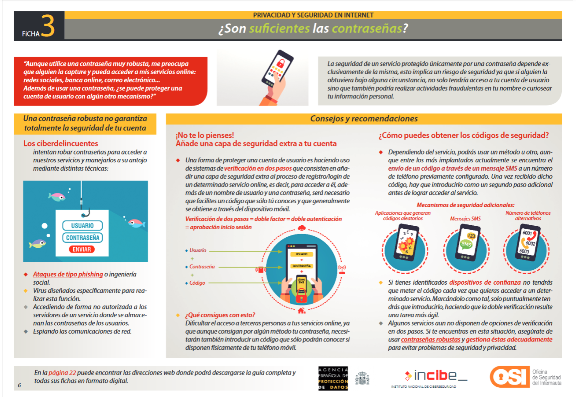 PRIVACIDAD Y SEGURIDAD EN INTERNET
FICHA 3
¿Son suficientes las contraseñas?
"Aunque utilice una contraseña muy robusta, me preocupa
que alguien la capture y pueda acceder a mis servicios online:
redes sociales, banca online, correo electrónico...
Además de usar una contraseña, ¿se puede proteger una
cuenta de usuario con algún otro mecanismo?"
La seguridad de un servicio protegido únicamente por una contraseña depende ex-
clusivamente de la misma, esto implica un riesgo de seguridad ya que si alguien la
obtuviera bajo alguna circunstancia, no solo tendría acceso a tu cuenta de usuario
sino que también podría realizar actividades fraudulentas en tu nombre o curiosear
tu información personal.
Una contraseña robusta no garantiza
totalmente la seguridad de tu cuenta
Los ciberdelincuentes
intentan robar contraseñas para acceder a
nuestros servicios y manejarlos a su antojo
mediante distintas técnicas:
USUARIO
CONTRASEÑA
ENVIAR
Ataques de tipo phishing o ingeniería
social.
Virus diseñados específicamente para rea-
lizar esta función.
Accediendo de forma no autorizada a los
servidores de un servicio donde se almace-
nan las contraseñas de los usuarios.
Espiando las comunicaciones de red.
Consejos y recomendaciones
¡No te lo pienses!
Añade una capa de seguridad extra a tu cuenta
Una forma de proteger una cuenta de usuario es haciendo uso
de sistemas de verificación en dos pasos que consisten en aña-
dir una capa de seguridad extra al proceso de registro/login de
un determinado servicio online, es decir, para acceder a él, ade-
más de un nombre de usuario y una contraseña, será necesario
que facilites un código que sólo tú conoces y que generalmente
se obtiene a través del dispositivo móvil.
Verificación de dos pasos = doble factor = doble autenticación
= aprobación inicio sesión
Usuario
+
Contraseña
+
Código
¿Qué consigues con esto?
Dificultar el acceso a terceras personas a tus servicios online, ya
que aunque consigan por algún método tu contraseña, necesi-
tarán también introducir un código que sólo podrán conocer si
disponen físicamente de tu teléfono móvil.
¿Cómo puedes obtener los códigos de seguridad?
Dependiendo del servicio, podrás usar un método u otro, aun-
que entre los más implantados actualmente se encuentra el
envío de un código a través de un mensaje SMS a un número
de teléfono previamente configurado. Una vez recibido dicho
código, hay que introducirlo como un segundo paso adicional
antes de lograr acceder al servicio.
Mecanismos de seguridad adicionales:
Aplicaciones que generan
códigos aleatorios
Mensajes SMS
Número de teléfonos
alternativos
Si tienes identificados dispositivos de confianza no tendrás
que meter el código cada vez que quieras acceder a un deter-
minado servicio. Marcándolo como tal, solo puntualmente ten-
drás que introducirlo, haciendo que la doble verificación resulte
una tarea más ágil.
Algunos servicios aun no disponen de opciones de verificación
en dos pasos. Si te encuentras en esta situación, asegúrate de
usar contraseñas robustas y gestiona éstas adecuadamente
para evitar problemas de seguridad y privacidad.
En la página 22 puede encontrar las direcciones web donde podrá descargarse la guía completa y
todas sus fichas en formato digital.
6
AGENCIA
ESPAÑOLA DE
PROTECCIÓN
DE DATOS
incibe_
INSTITUTO NACIONAL DE CIBERSEGURIDAD
OSI
Oficina
de Seguridad
del Internauta